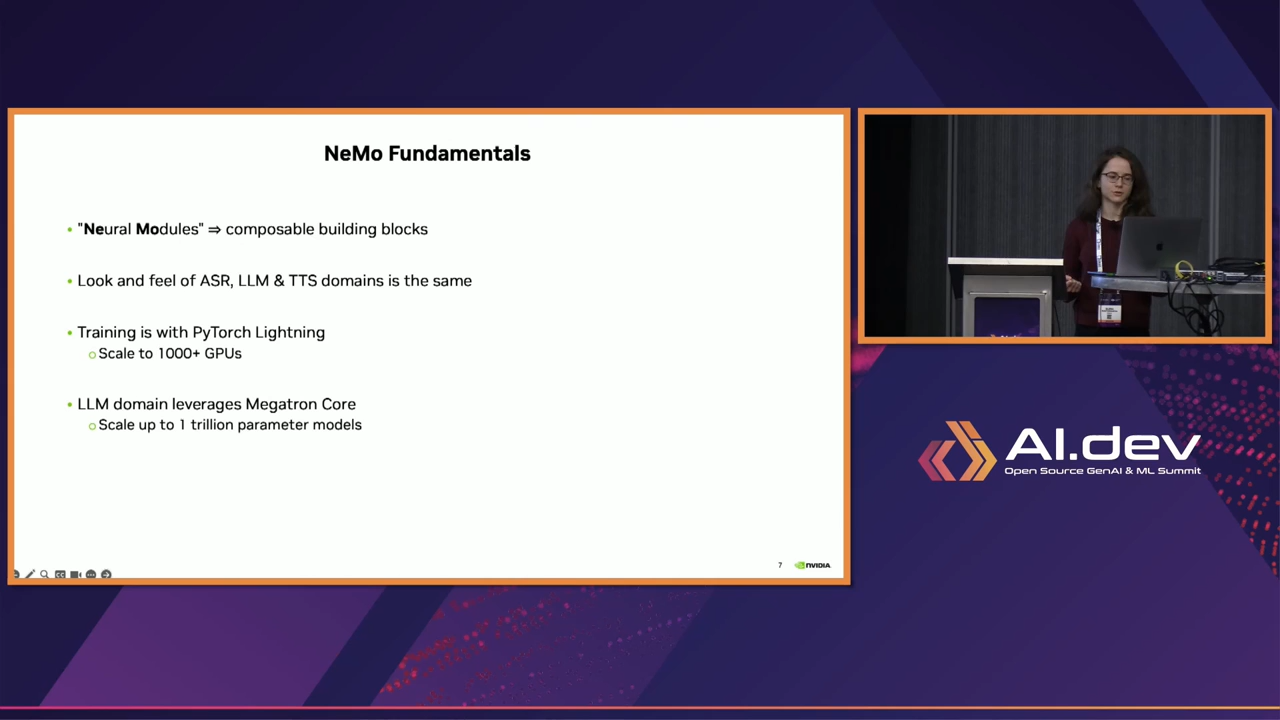 NeMo Fundamentals
• "Neural Modules" ⇒ composable building blocks
• Look and feel of ASR, LLM & TTS domains is the same
• Training is with PyTorch Lightning
○ Scale to 1000+ GPUs
• LLM domain leverages Megatron Core
○ Scale up to 1 trillion parameter models
7
NVIDIA
AI.dev
Open Source GenAI & ML Summit